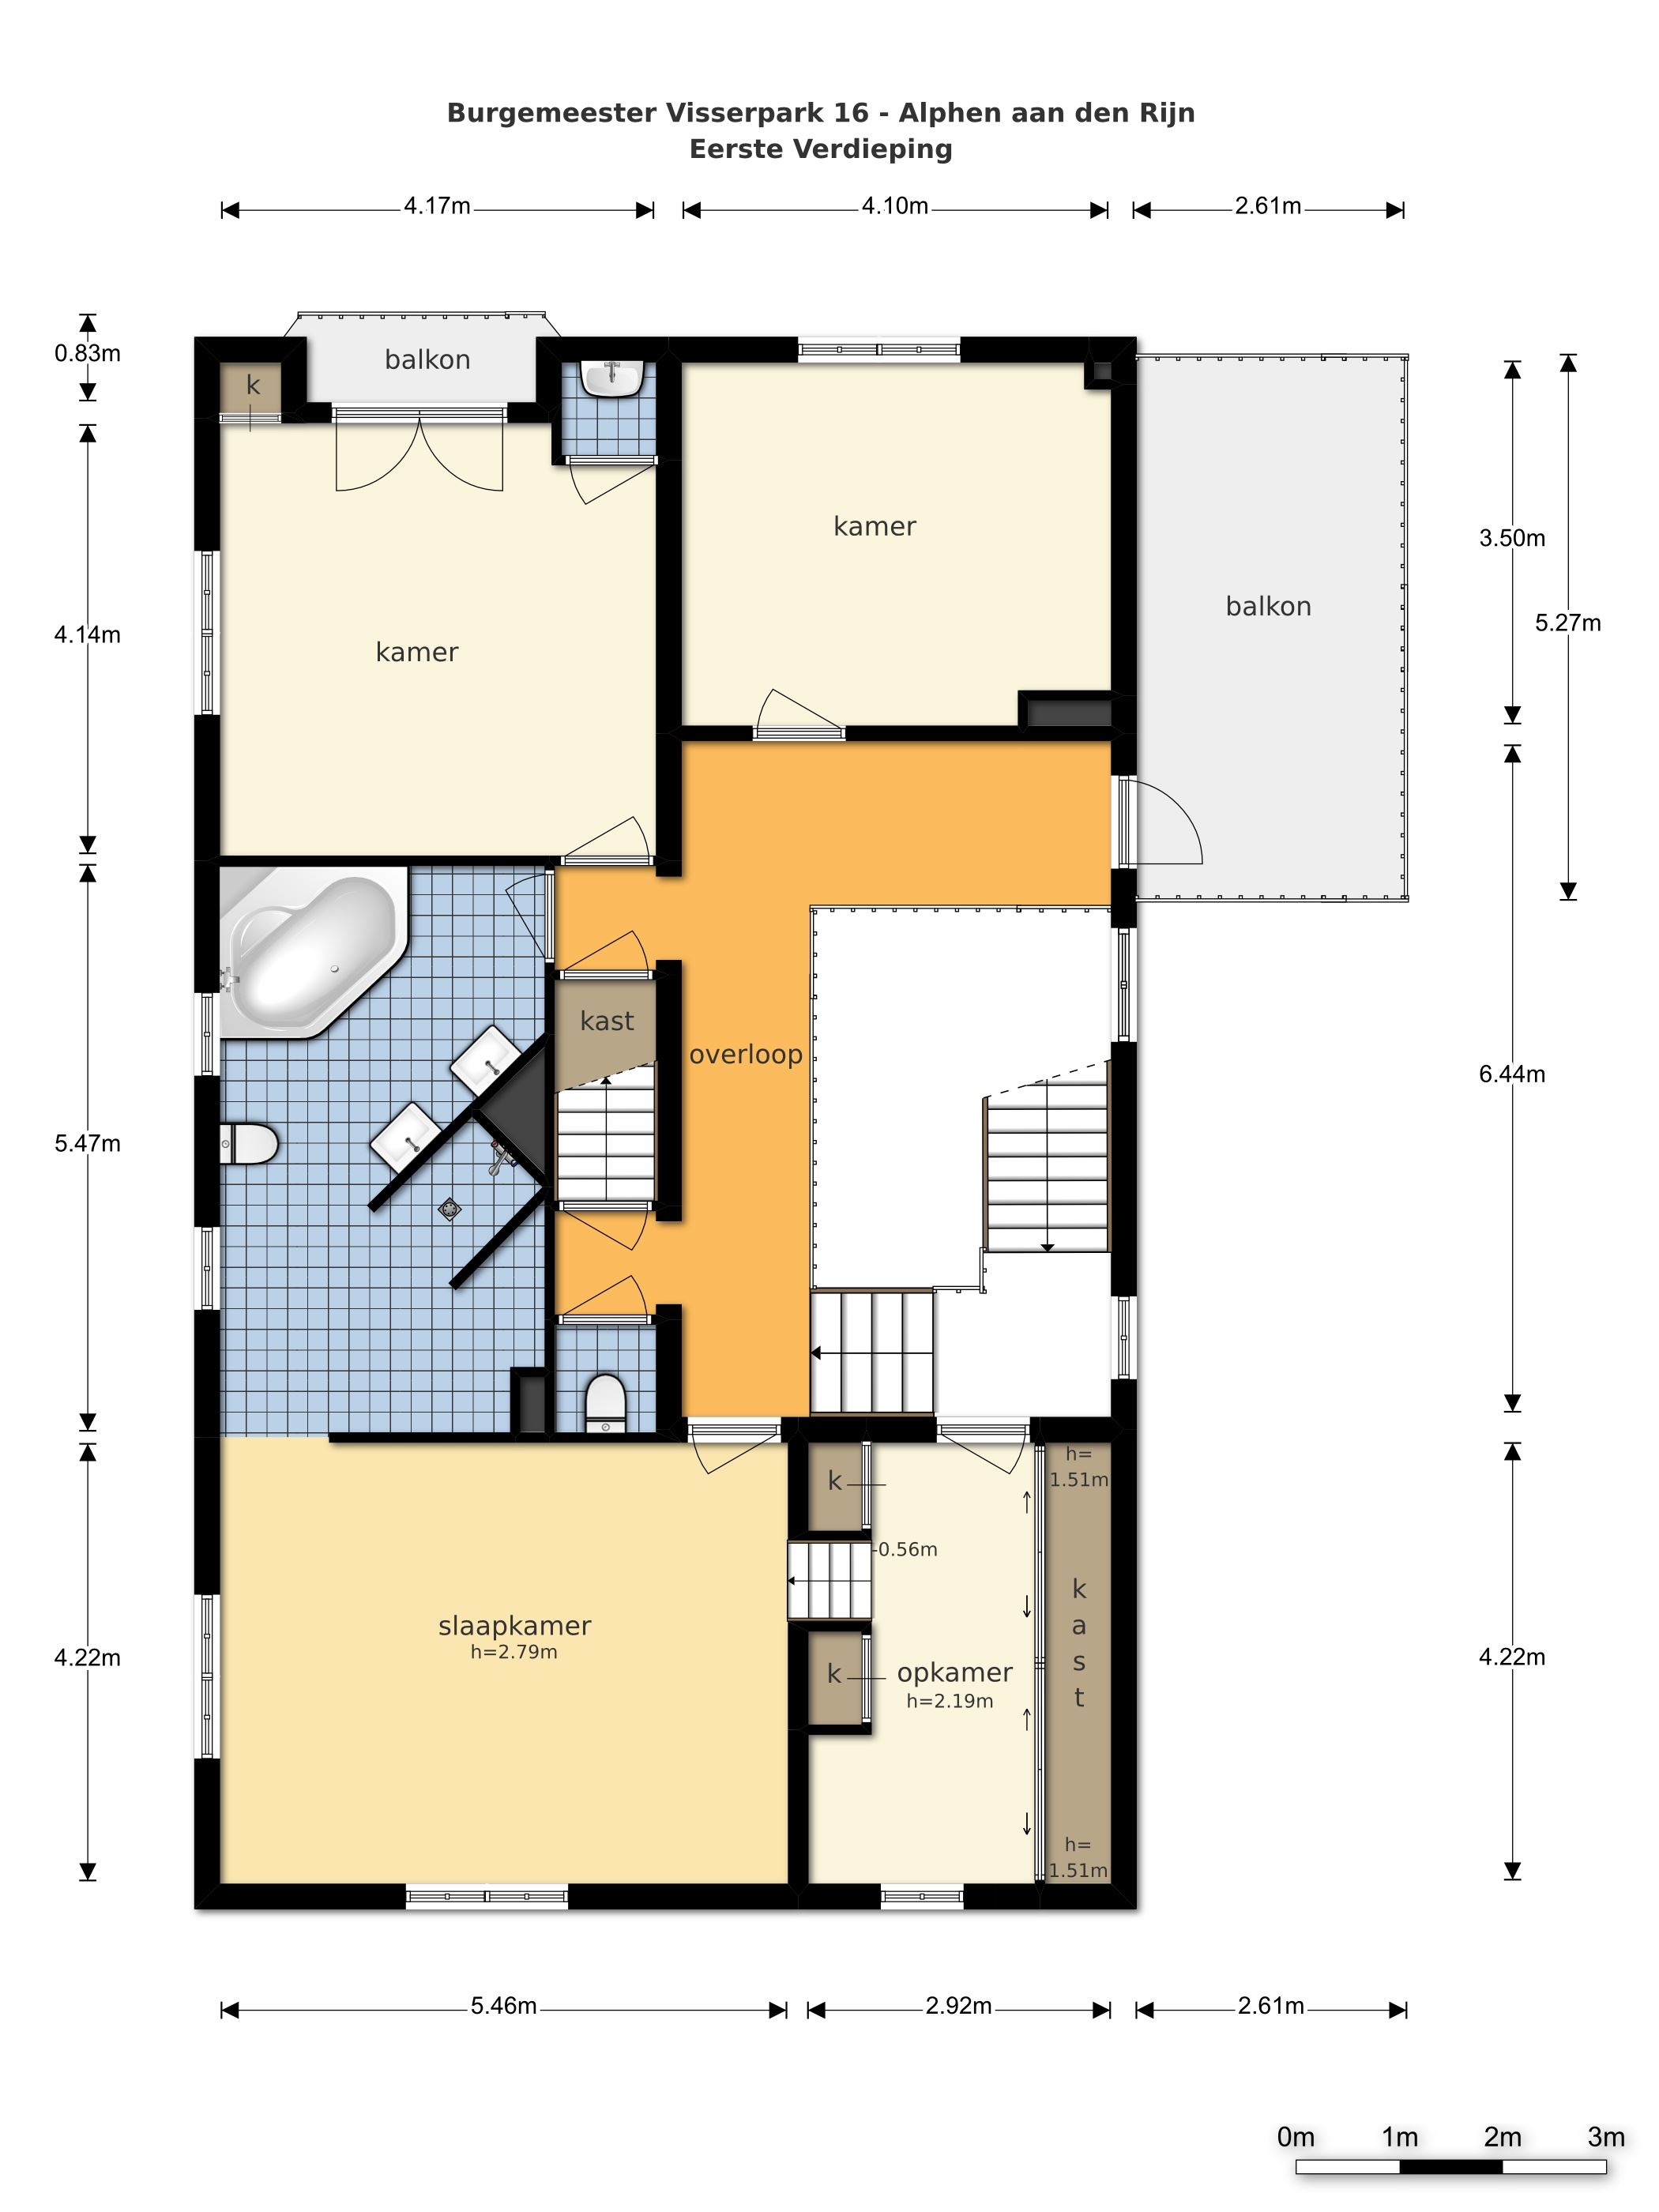 Burgemeester Visserpark 16 - Alphen aan den Rijn
Eerste Verdieping
4.17m
4.10m
2.61m
0.83m
balkon
k
kamer
3.50m
balkon
5.27m
4.14m
kamer
kast
overloop
6.44m
5.47m
h=
1.51m
k
-0.56m
k
a
s
t
slaapkamer
h=2.79m
4.22m
k
opkamer
h=2.19m
4.22m
h=
1.51m
5.46m
2.92m
2.61m
0m
1m
2m
3m